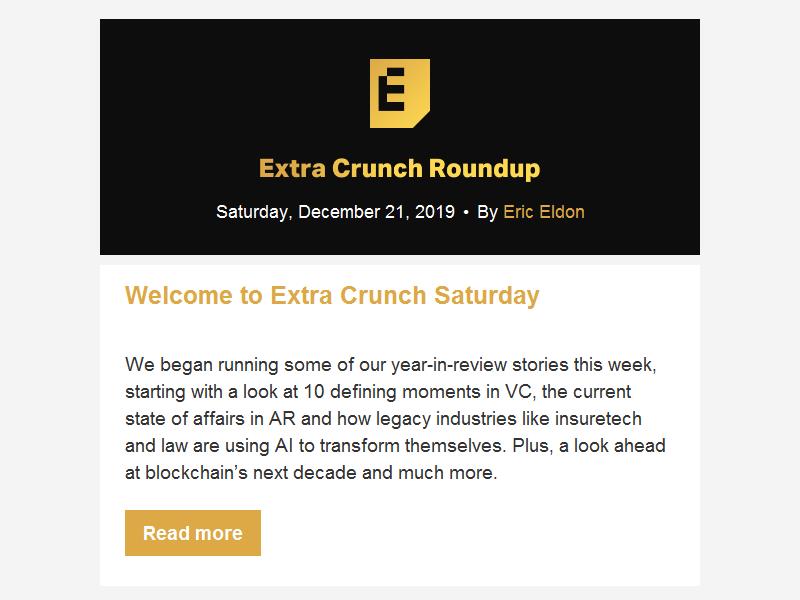 E
Extra Crunch Roundup
Saturday, December 21, 2019 • By Eric Eldon
Welcome to Extra Crunch Saturday
We began running some of our year-in-review stories this week,
starting with a look at 10 defining moments in VC, the current
state of affairs in AR and how legacy industries like insuretech
and law are using AI to transform themselves. Plus, a look ahead
at blockchain’s next decade and much more.
Read more